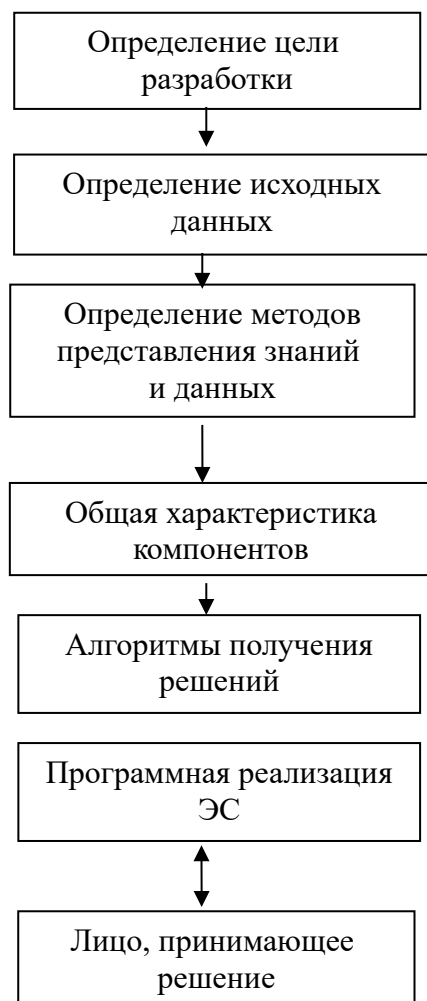 Определение цели
разработки
Определение исходных
данных
Определение методов
представления знаний
и данных
Общая характеристика
компонентов
Алгоритмы получения
решений
Программная реализация
ЭС
Лицо, принимающее
решение